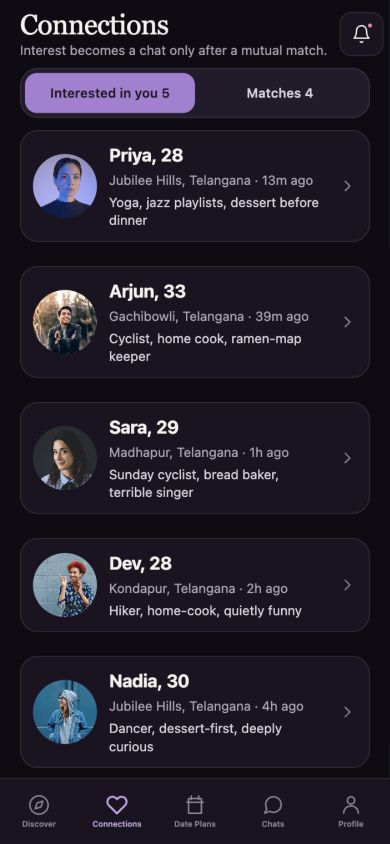 Connections
Interest becomes a chat only after a mutual match.
Interested in you 5
Matches 4
Priya, 28
Jubilee Hills, Telangana · 13m ago
Yoga, jazz playlists, dessert before
dinner
Arjun, 33
Gachibowli, Telangana · 39m ago
Cyclist, home cook, ramen-map
keeper
Sara, 29
Madhapur, Telangana · 1h ago
Sunday cyclist, bread baker,
terrible singer
Dev, 28
Kondapur, Telangana · 2h ago
Hiker, home-cook, quietly funny
Nadia, 30
Jubilee Hills, Telangana · 4h ago
Dancer, dessert-first, deeply
curious
Discover
Connections
Date Plans
Chats
Profile